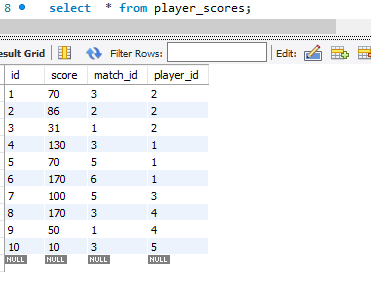 8 select * from player_scores;
esult Grid Filter Rows: Edit:
id score match_id player_id
1 70 3 2
2 86 2 2
3 31 1 2
4 130 3 1
5 70 5 1
6 170 6 1
7 100 5 3
8 170 3 4
9 50 1 4
10 10 3 5
NULL NULL NULL NULL